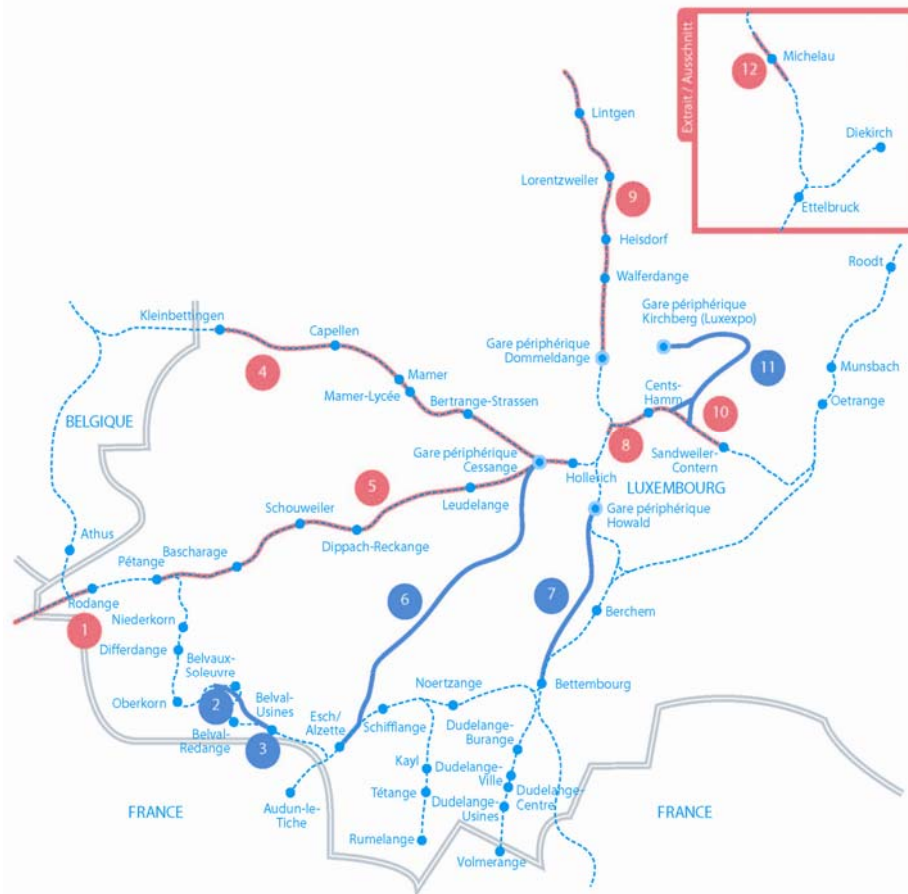 Extrait / Ausschnitt
Michelau
12
Diekirch
Ettelbruck
Lintgen
Lorentzweiler
9
Heisdorf
Walferdange
Roodt
Gare périphérique
Kirchberg (Luxexpo)
Kleinbettingen
Capellen
Gare périphérique
Dommeldange
11
4
Mamer
Mamer-Lycée
Munsbach
Cents-
Hamm
Bertrange-Strassen
10
Oetrange
BELGIQUE
8
Gare périphérique
Cessange
Sandweiler-
Contern
Hollerich
5
LUXEMBOURG
Leudelange
Schouweiler
Gare périphérique
Howald
Athus
Dippach-Reckange
Bascharage
Pétange
6
7
Rodange
Berchem
1
Niederkorn
Differdange
Belvaux-
Soleuvre
Noertzange
Bettembourg
Oberkorn
2
Belval-
Usines
Esch/
Alzette
Schifflange
Belval-
Redange
3
Dudelange-
Burange
Kayl
Dudelange-
Ville
Tétange
Dudelange-
Centre
Dudelange-
Usines
Audun-le-
Tiche
FRANCE
FRANCE
Rumelange
Volmerange